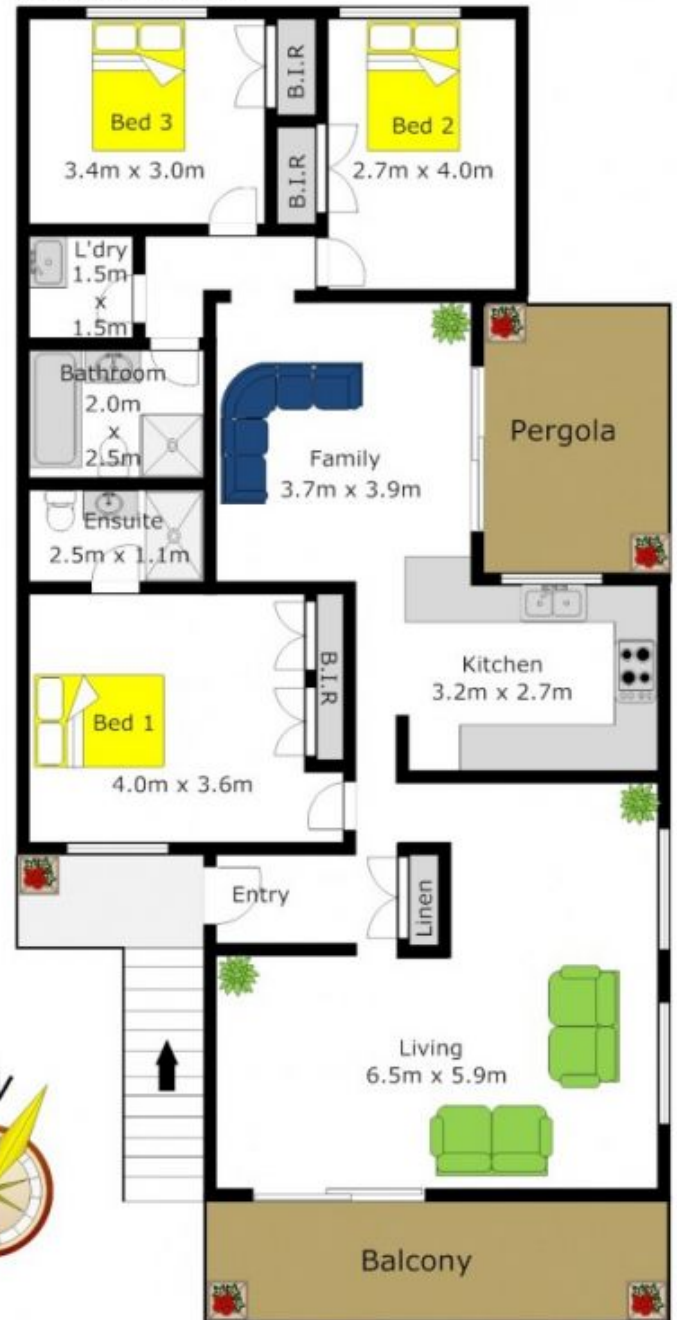 Bed 3
3.4m x 3.0m
B.I.R
B.I.R
Bed 2
2.7m x 4.0m
L'dry
1.5m
x
1.5m
Bathroom
2.0m
x
2.5m
Ensuite
2.5m x 1.1m
Family
3.7m x 3.9m
Pergola
Kitchen
3.2m x 2.7m
Bed 1
4.0m x 3.6m
B.I.R
Entry
Linen
Living
6.5m x 5.9m
Balcony